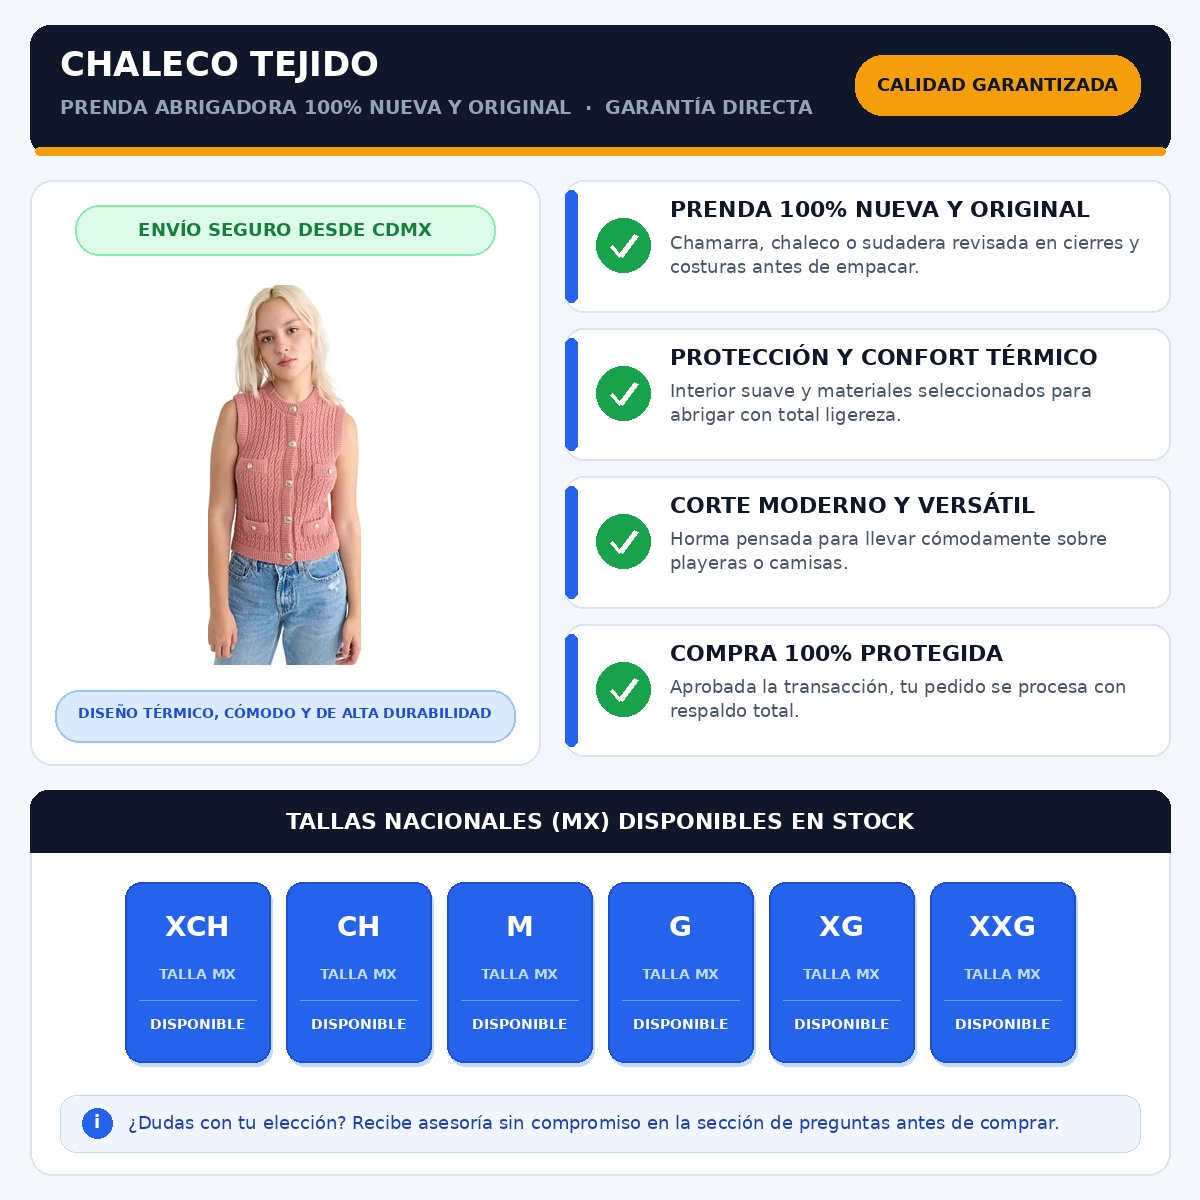 CHALECO TEJIDO
PRENDA ABRIGADORA 100% NUEVA Y ORIGINAL · GARANTÍA DIRECTA
CALIDAD GARANTIZADA
ENVÍO SEGURO DESDE CDMX
DISEÑO TÉRMICO, CÓMODO Y DE ALTA DURABILIDAD
PRENDA 100% NUEVA Y ORIGINAL
Chamarra, chaleco o sudadera revisada en cierres y
costuras antes de empacar.
PROTECCIÓN Y CONFORT TÉRMICO
Interior suave y materiales seleccionados para
abrigar con total ligereza.
CORTE MODERNO Y VERSÁTIL
Horma pensada para llevar cómodamente sobre
playeras o camisas.
COMPRA 100% PROTEGIDA
Aprobada la transacción, tu pedido se procesa con
respaldo total.
TALLAS NACIONALES (MX) DISPONIBLES EN STOCK
XCH
TALLA MX
DISPONIBLE
CH
TALLA MX
DISPONIBLE
M
TALLA MX
DISPONIBLE
G
TALLA MX
DISPONIBLE
XG
TALLA MX
DISPONIBLE
XXG
TALLA MX
DISPONIBLE
i
¿Dudas con tu elección? Recibe asesoría sin compromiso en la sección de preguntas antes de comprar.